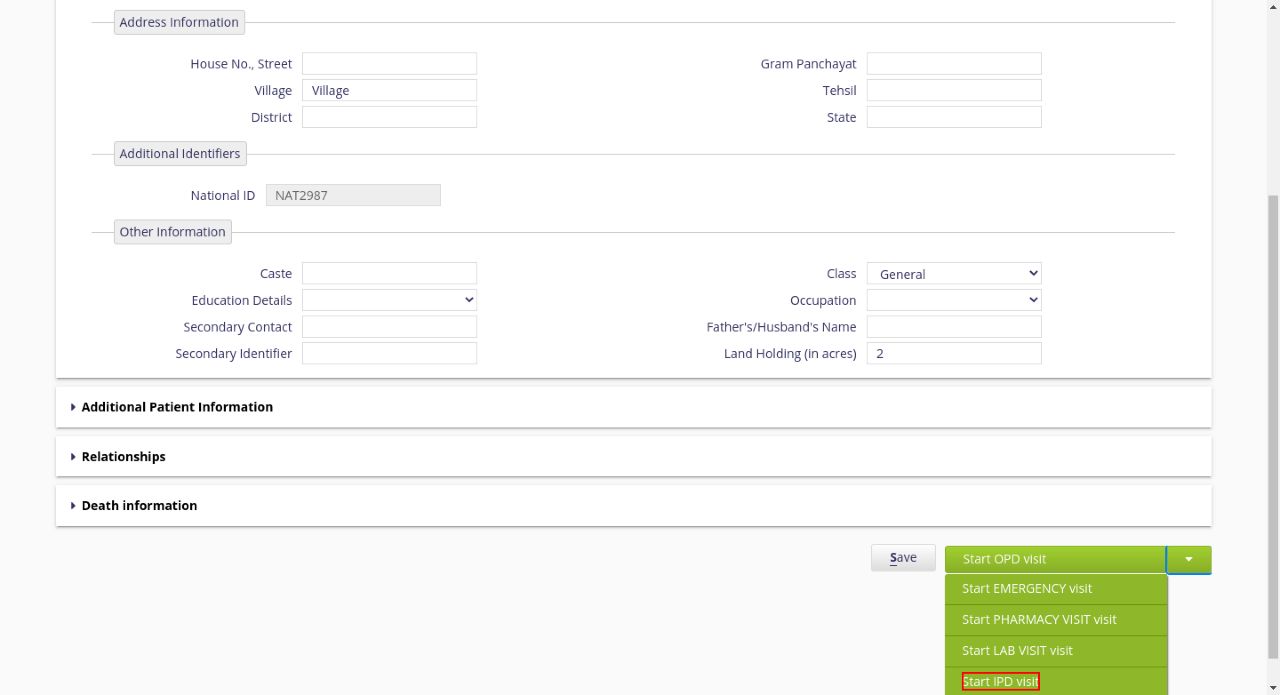 Address Information
House No., Street
Gram Panchayat
Village Village
Tehsil
District
State
Additional Identifiers
National ID NAT2987
Other Information
Caste
Class General
Education Details
Occupation
Secondary Contact
Father's/Husband's Name
Secondary Identifier
Land Holding (in acres) 2
Additional Patient Information
Relationships
Death information
Save Start OPD visit
Start EMERGENCY visit
Start PHARMACY VISIT visit
Start LAB VISIT visit
Start IPD visit